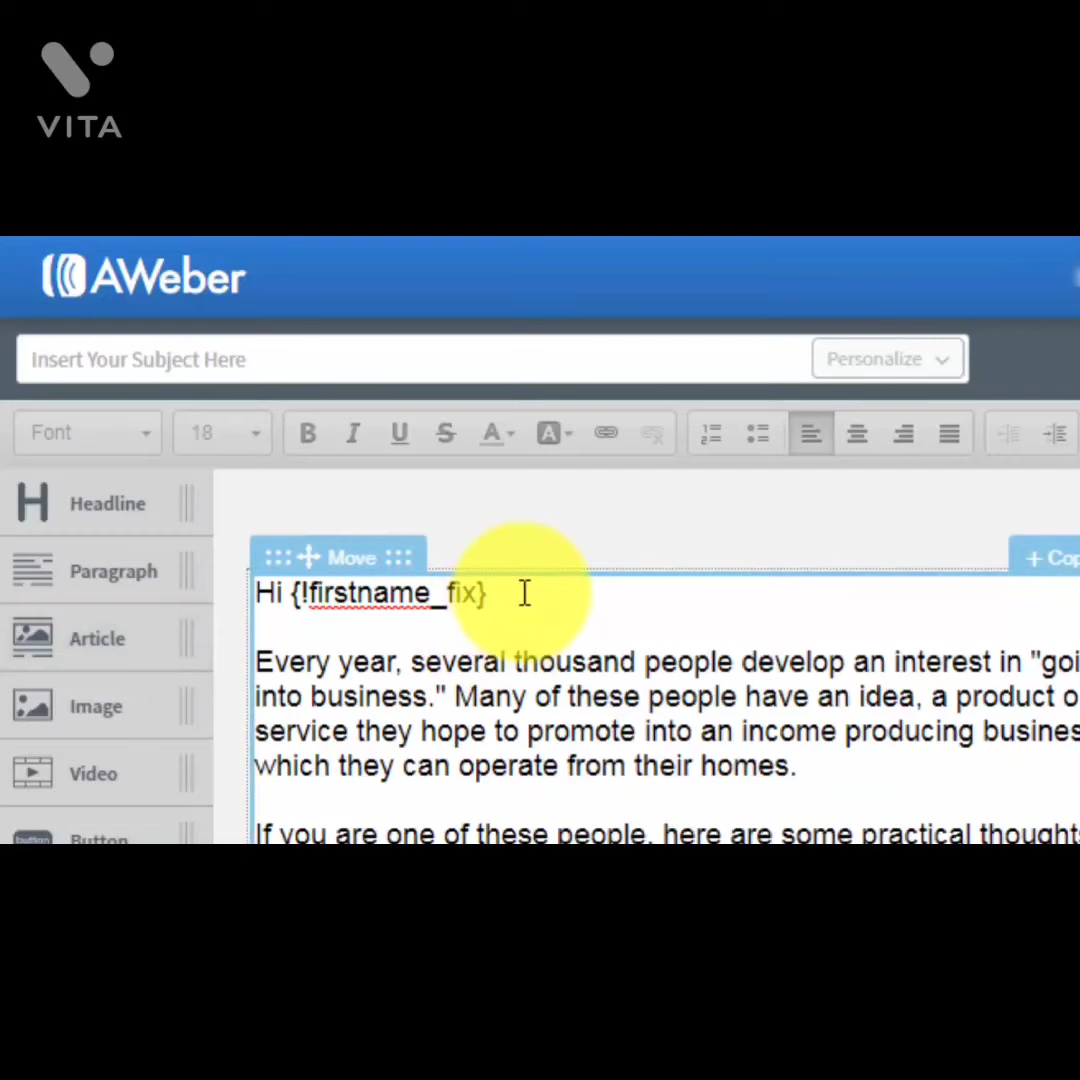 VITA
AWeber
Insert Your Subject Here
Personalize
Font
18
B I U S A A
Headline
Paragraph
Article
Image
Video
Button
Move
Hi {!firstname_fix}
Every year, several thousand people develop an interest in "goi
into business." Many of these people have an idea, a product o
service they hope to promote into an income producing busines
which they can operate from their homes.
If you are one of these people, here are some practical thoughts
+ Cop